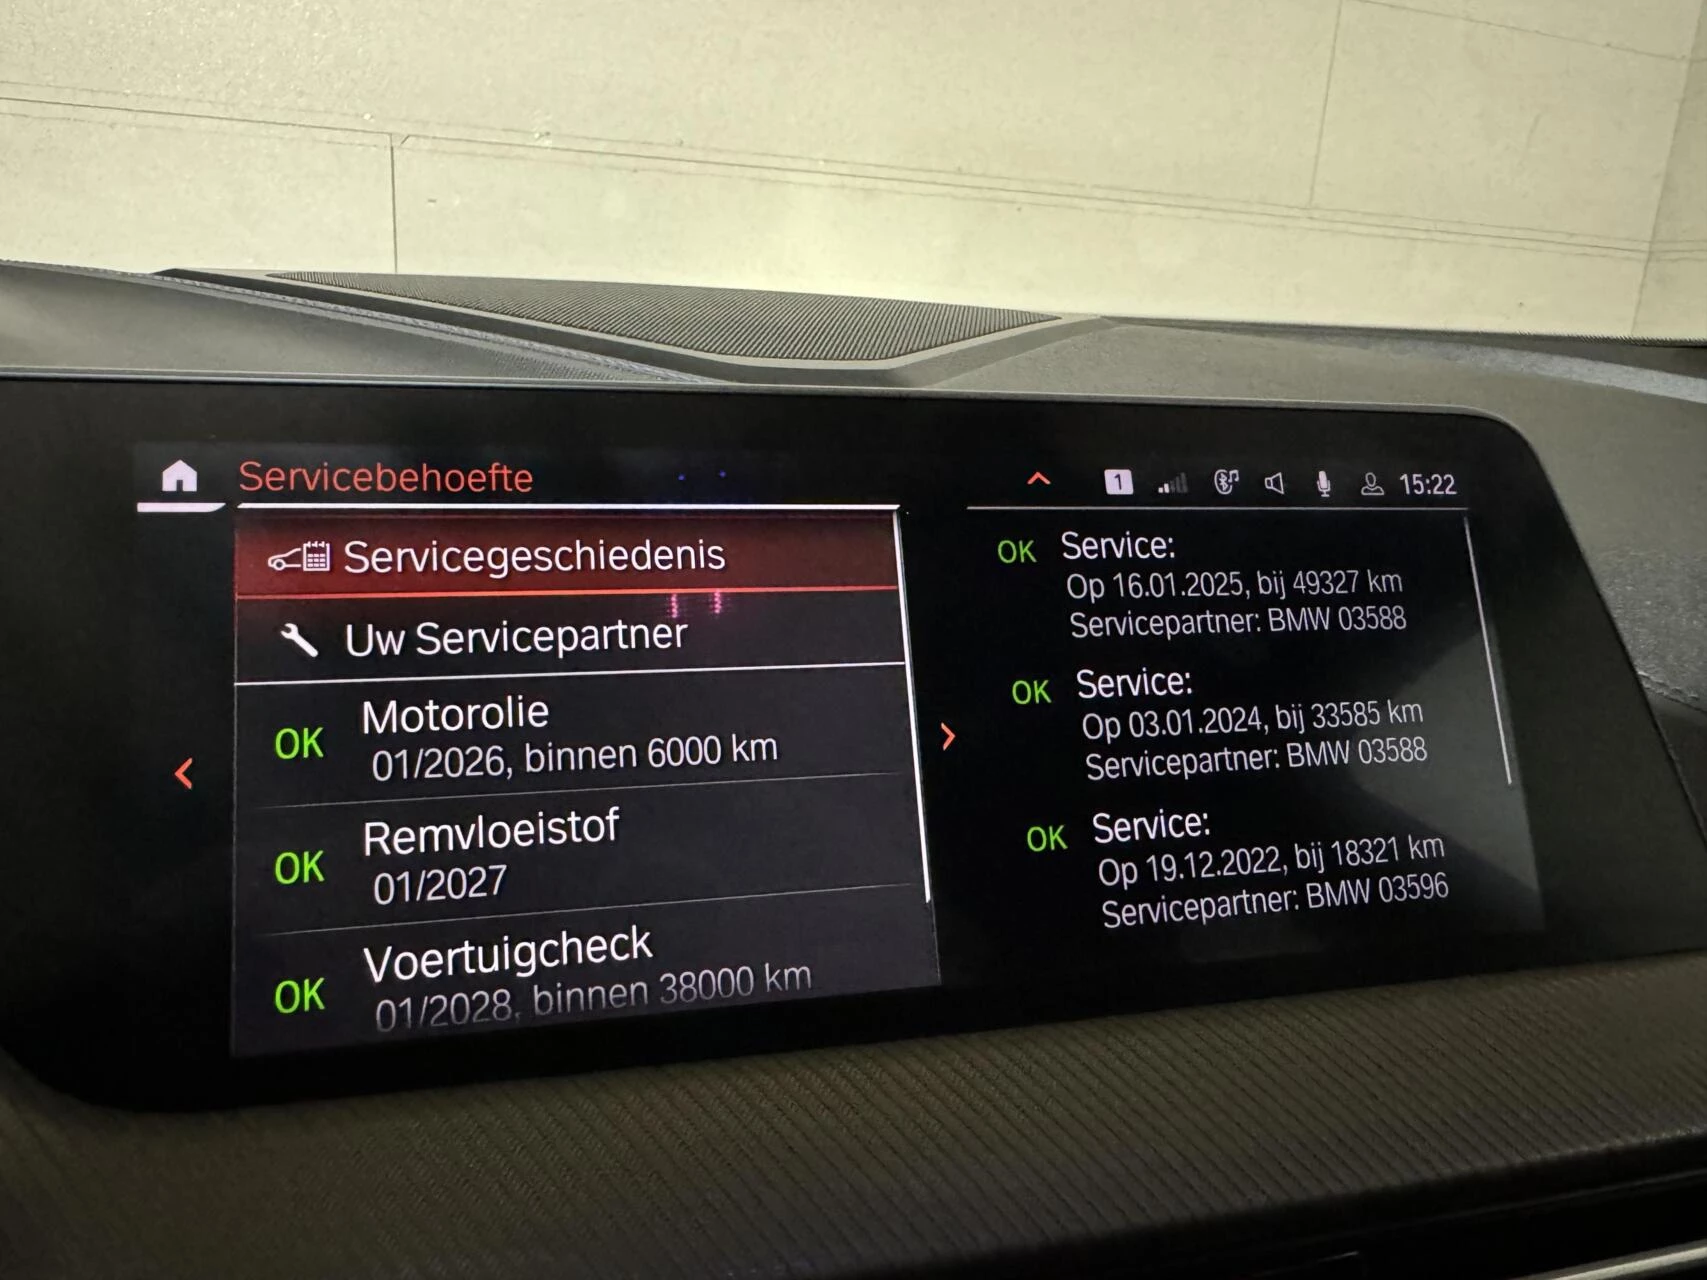 Servicebehoefte
1 15:22
Servicegeschiedenis
Uw Servicepartner
OK Motorolie
01/2026, binnen 6000 km
OK Remvloeistof
01/2027
OK Voertuigcheck
01/2028, binnen 38000 km
OK Service:
Op 16.01.2025, bij 49327 km
Servicepartner: BMW 03588
OK Service:
Op 03.01.2024, bij 33585 km
Servicepartner: BMW 03588
OK Service:
Op 19.12.2022, bij 18321 km
Servicepartner: BMW 03596